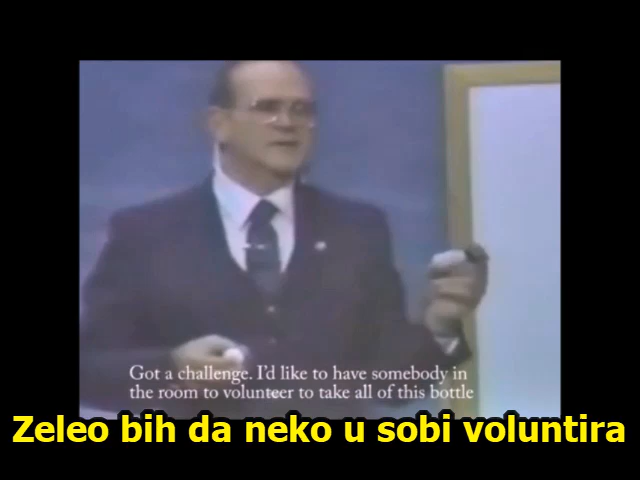 Got a challenge. I'd like to have somebody in
the room to volunteer to take all of this bottle
Zeleo bih da neko u sobi voluntira